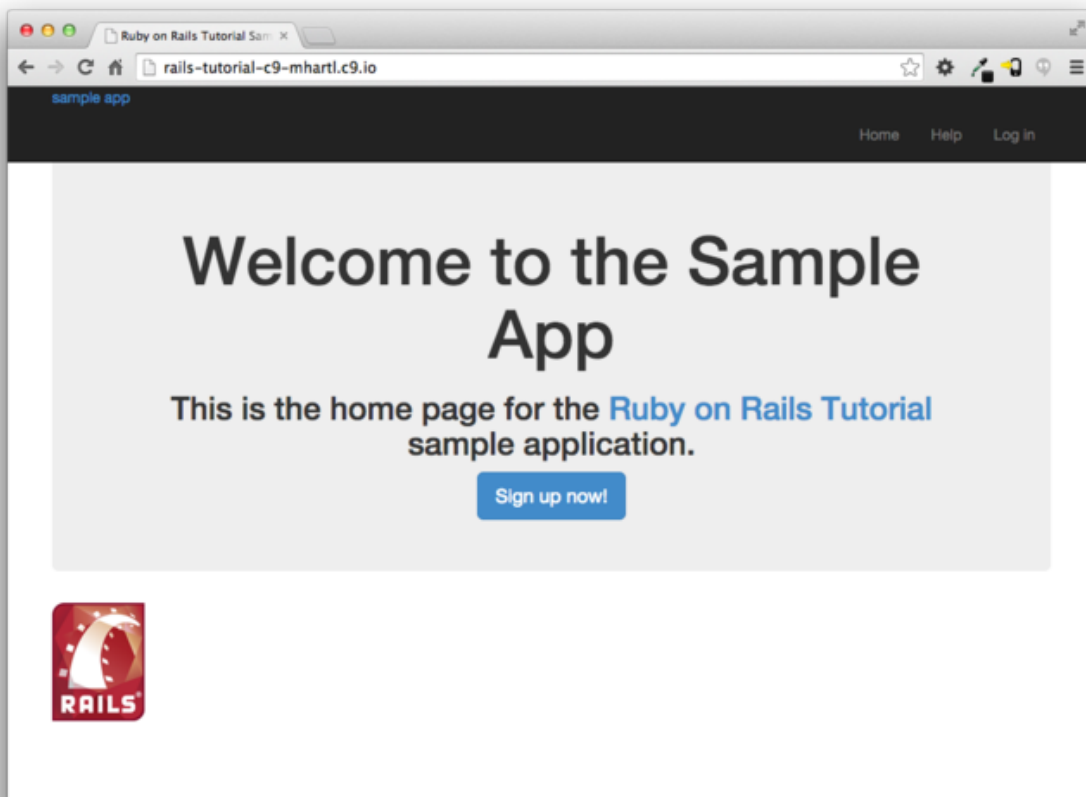 Ruby on Rails Tutorial Sam
rails-tutorial-c9-mhartl.c9.io
sample app
Home Help Log in
Welcome to the Sample
App
This is the home page for the Ruby on Rails Tutorial
sample application.
Sign up now!
RAILS